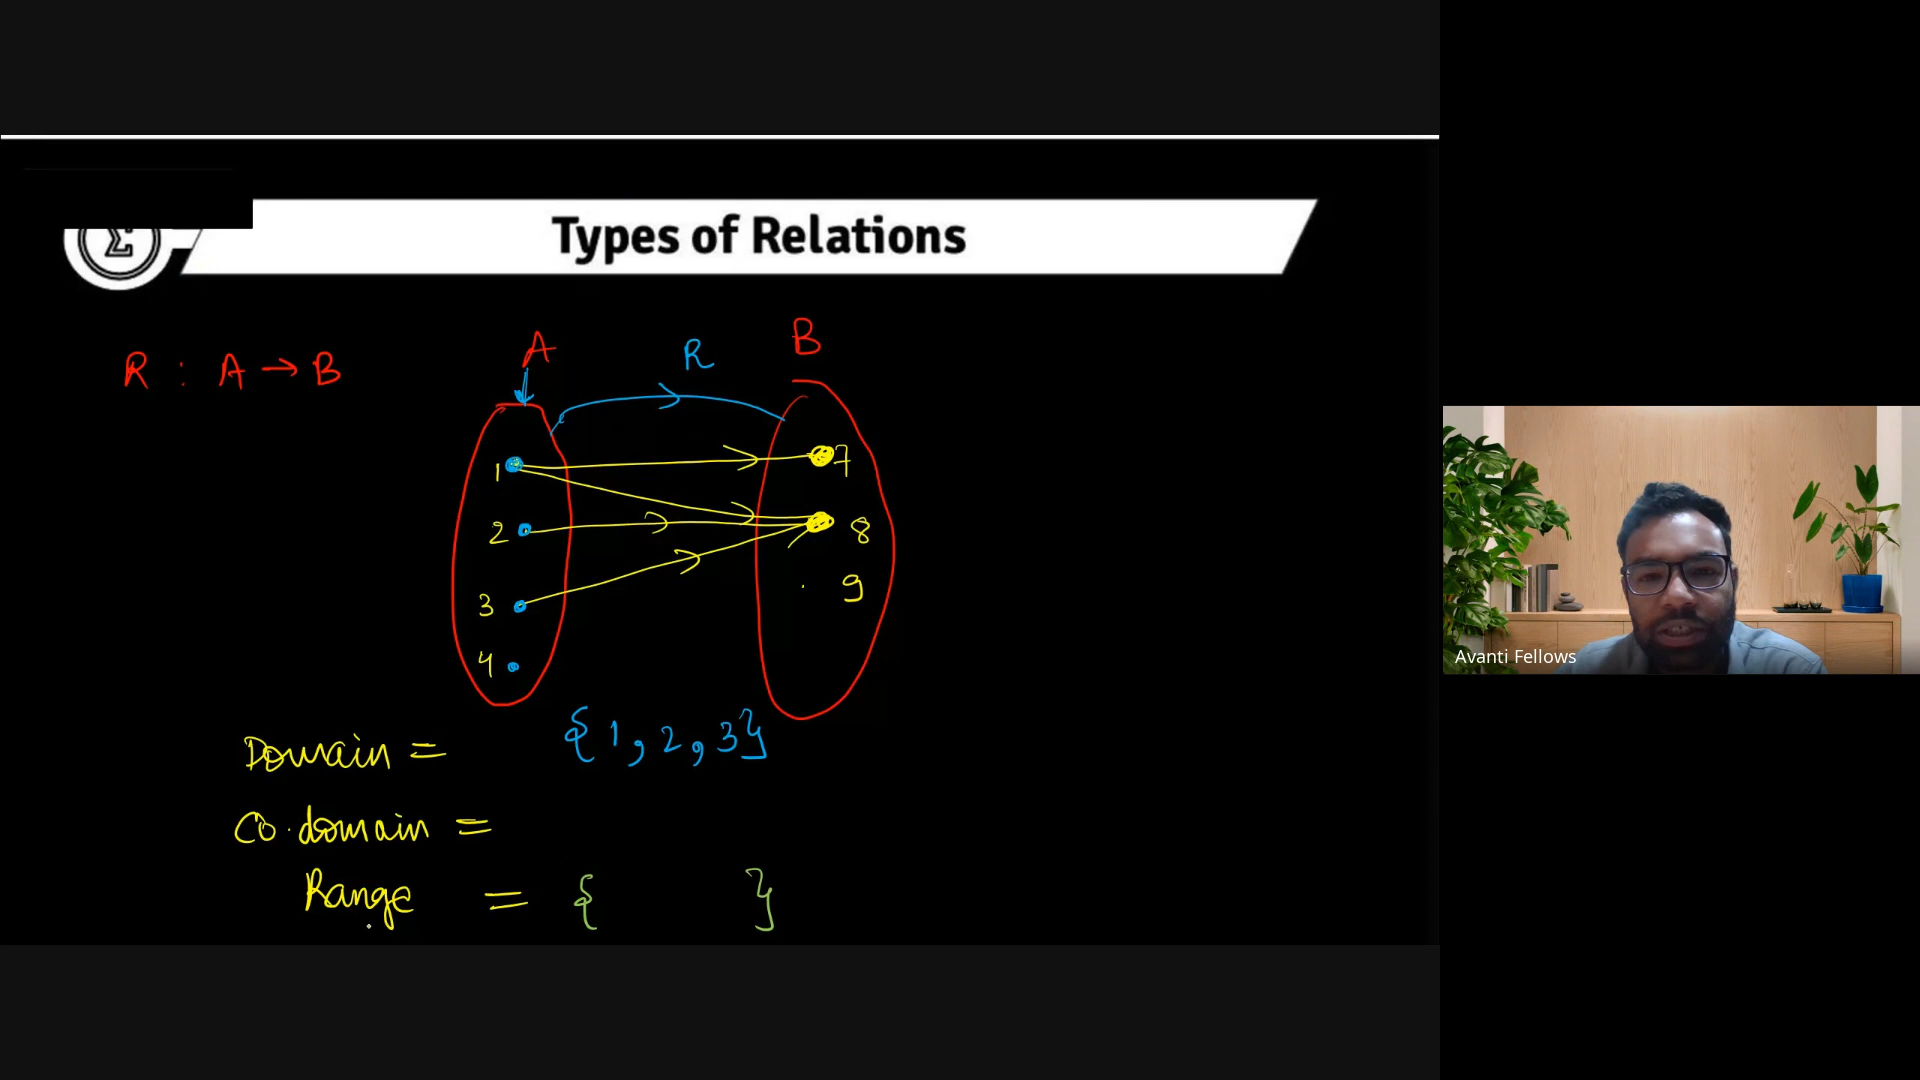 Types of Relations
R : A → B
A
R
B
1
7
2
8
3
9
4
Domain = {1, 2, 3}
Co.domain =
Range = { }
Avanti Fellows